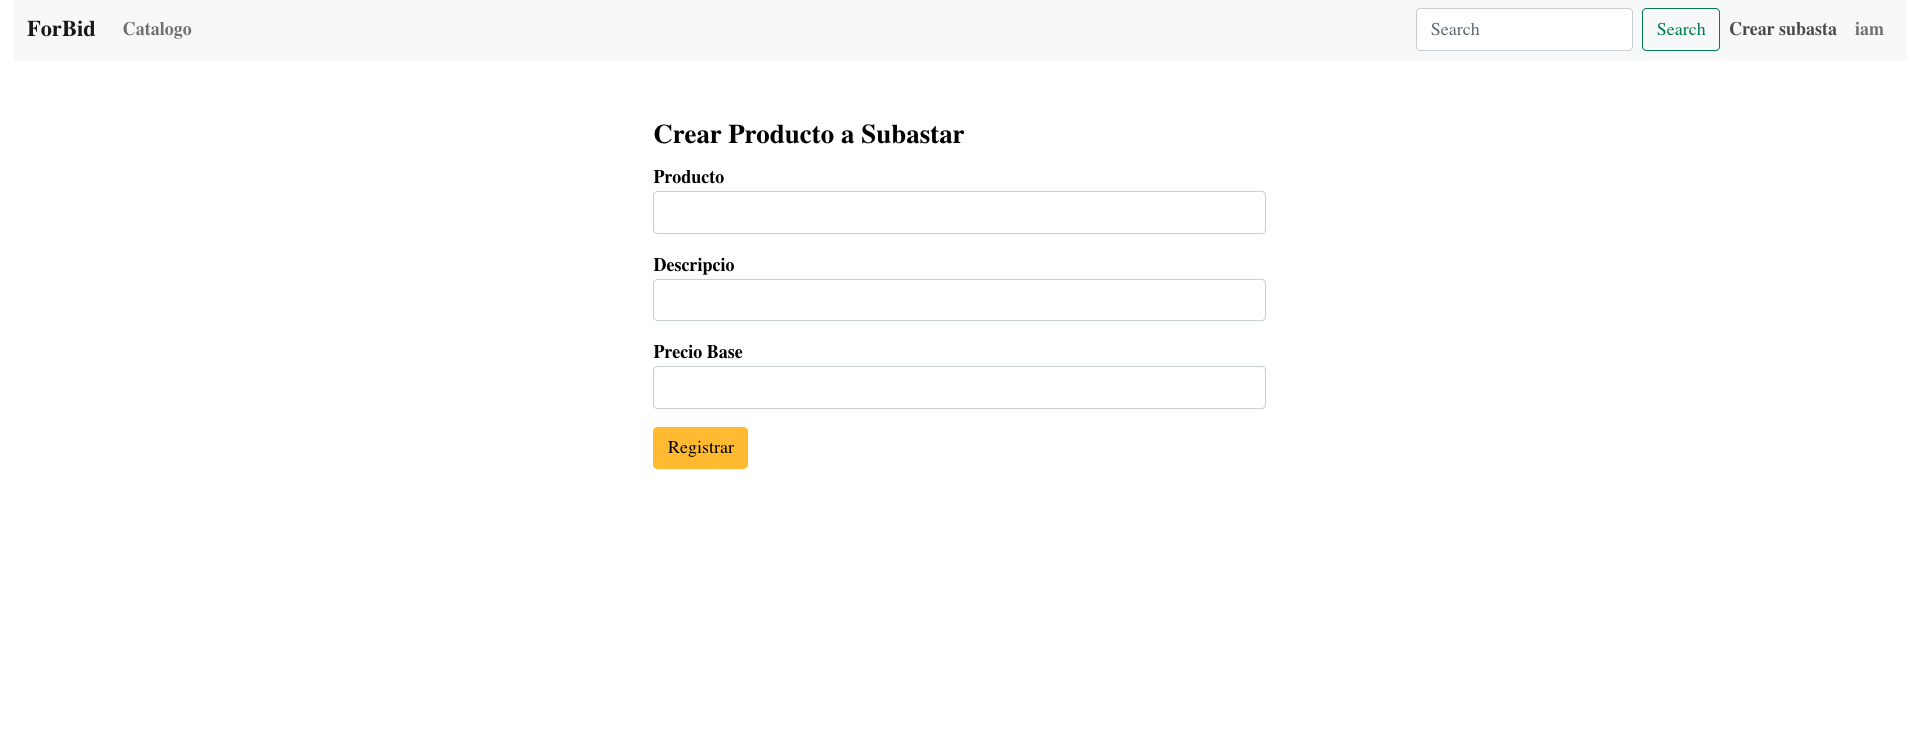 ForBid Catalogo Search Search Crear subasta iam
Crear Producto a Subastar
Producto
Descripcio
Precio Base
Registrar